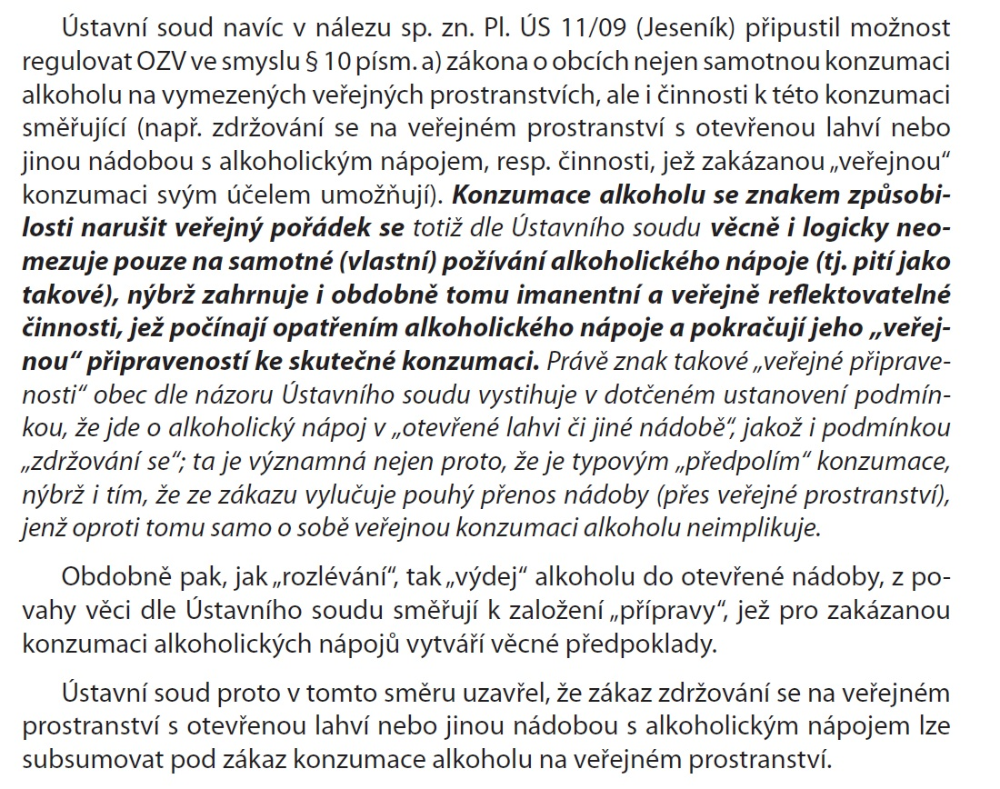 Ústavní soud navíc v nálezu sp. zn. Pl. ÚS 11/09 (Jeseník) připustil možnost
regulovat OZV ve smyslu § 10 písm. a) zákona o obcích nejen samotnou konzumaci
alkoholu na vymezených veřejných prostranstvích, ale i činnosti k této konzumaci
směřující (např. zdržování se na veřejném prostranství s otevřenou lahví nebo
jinou nádobou s alkoholickým nápojem, resp. činnosti, jež zakázanou „veřejnou“
konzumaci svým účelem umožňují). Konzumace alkoholu se znakem způsobi-
losti narušit veřejný pořádek se totiž dle Ústavního soudu věcně i logicky neo-
mezuje pouze na samotné (vlastní) požívání alkoholického nápoje (tj. pití jako
takové), nýbrž zahrnuje i obdobně tomu imanentní a veřejně reflektovatelné
činnosti, jež počínají opatřením alkoholického nápoje a pokračují jeho „veřej-
nou“ připraveností ke skutečné konzumaci. Právě znak takové „veřejné připrave-
nosti“ obec dle názoru Ústavního soudu vystihuje v dotčeném ustanovení podmín-
kou, že jde o alkoholický nápoj v „otevřené lahvi či jiné nádobě“, jakož i podmínkou
„zdržování se“; ta je významná nejen proto, že je typovým „předpolím“ konzumace,
nýbrž i tím, že ze zákazu vylučuje pouhý přenos nádoby (přes veřejné prostranství),
jenž oproti tomu samo o sobě veřejnou konzumaci alkoholu neimplikuje.
Obdobně pak, jak „rozlévání“, tak „výdej“ alkoholu do otevřené nádoby, z po-
vahy věci dle Ústavního soudu směřují k založení „přípravy“, jež pro zakázanou
konzumaci alkoholických nápojů vytváří věcné předpoklady.
Ústavní soud proto v tomto směru uzavřel, že zákaz zdržování se na veřejném
prostranství s otevřenou lahví nebo jinou nádobou s alkoholickým nápojem lze
subsumovat pod zákaz konzumace alkoholu na veřejném prostranství.